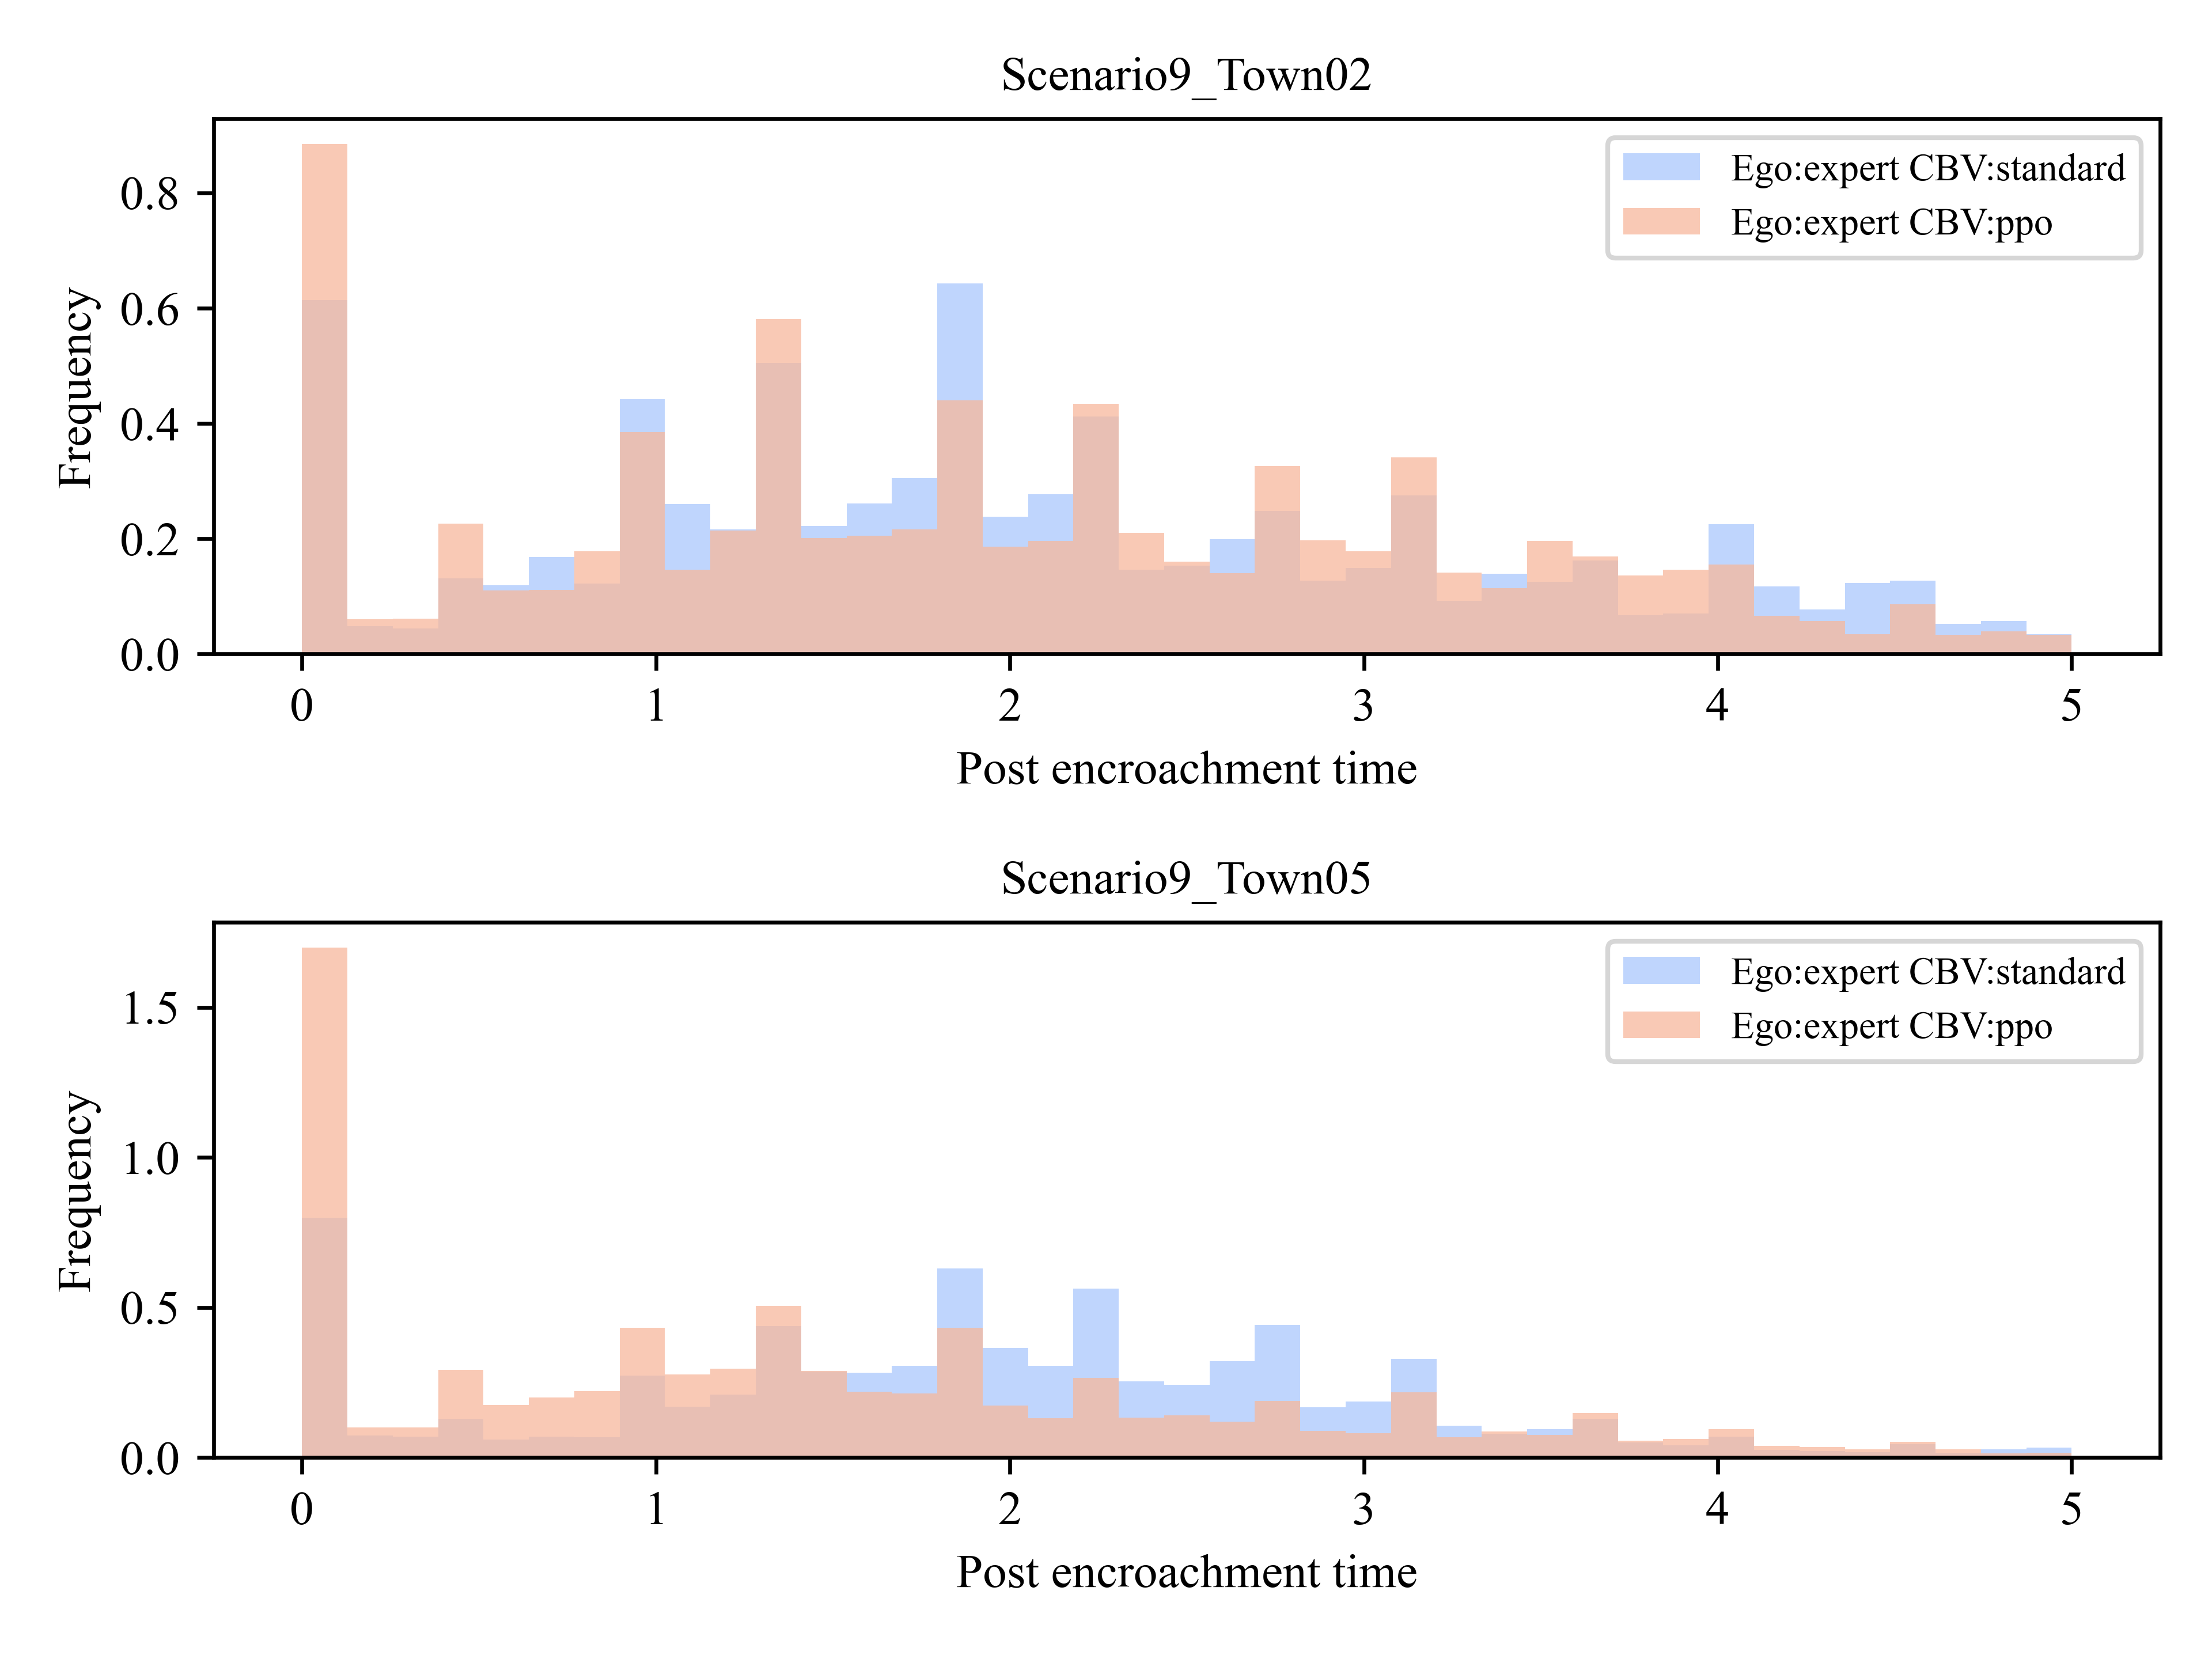 Scenario9_Town02
Ego:expert CBV:standard
Ego:expert CBV:ppo
Frequency
0.8
0.6
0.4
0.2
0.0
0 1 2 3 4 5
Post encroachment time
Scenario9_Town05
Ego:expert CBV:standard
Ego:expert CBV:ppo
Frequency
1.5
1.0
0.5
0.0
0 1 2 3 4 5
Post encroachment time